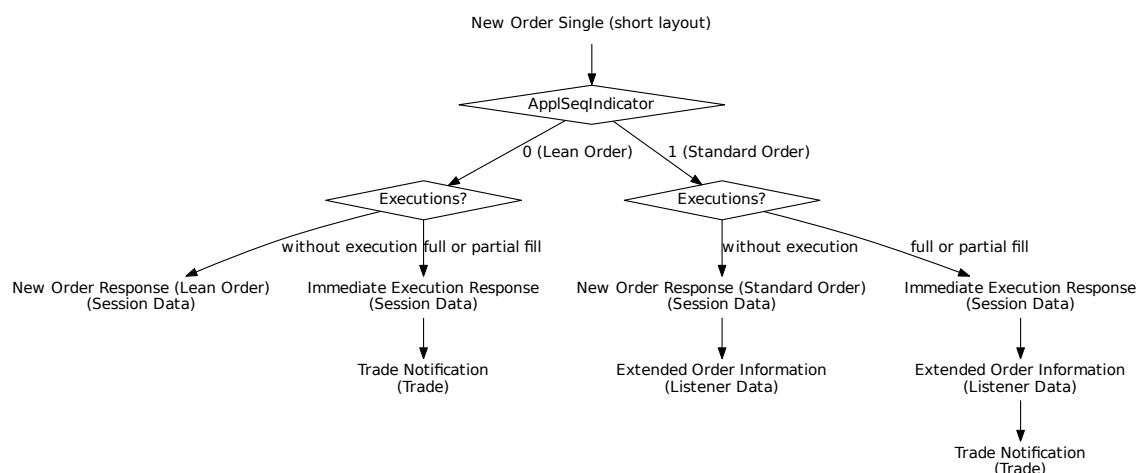 New Order Single (short layout)
ApplSeqIndicator
0 (Lean Order)
1 (Standard Order)
Executions?
Executions?
without execution
full or partial fill
without execution
full or partial fill
New Order Response (Lean Order)
(Session Data)
Immediate Execution Response
(Session Data)
New Order Response (Standard Order)
(Session Data)
Immediate Execution Response
(Session Data)
Trade Notification
(Trade)
Extended Order Information
(Listener Data)
Extended Order Information
(Listener Data)
Trade Notification
(Trade)